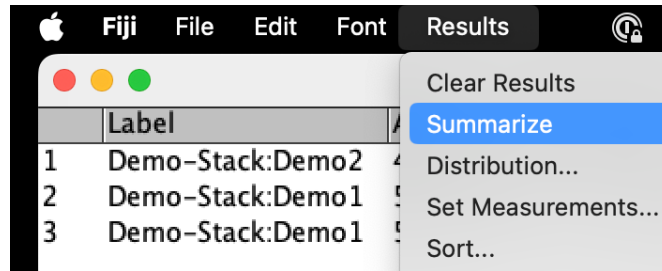 Fiji File Edit Font Results
Clear Results
Label
Summarize
1 Demo-Stack:Demo2
Distribution...
2 Demo-Stack:Demo1
Set Measurements...
3 Demo-Stack:Demo1
Sort...